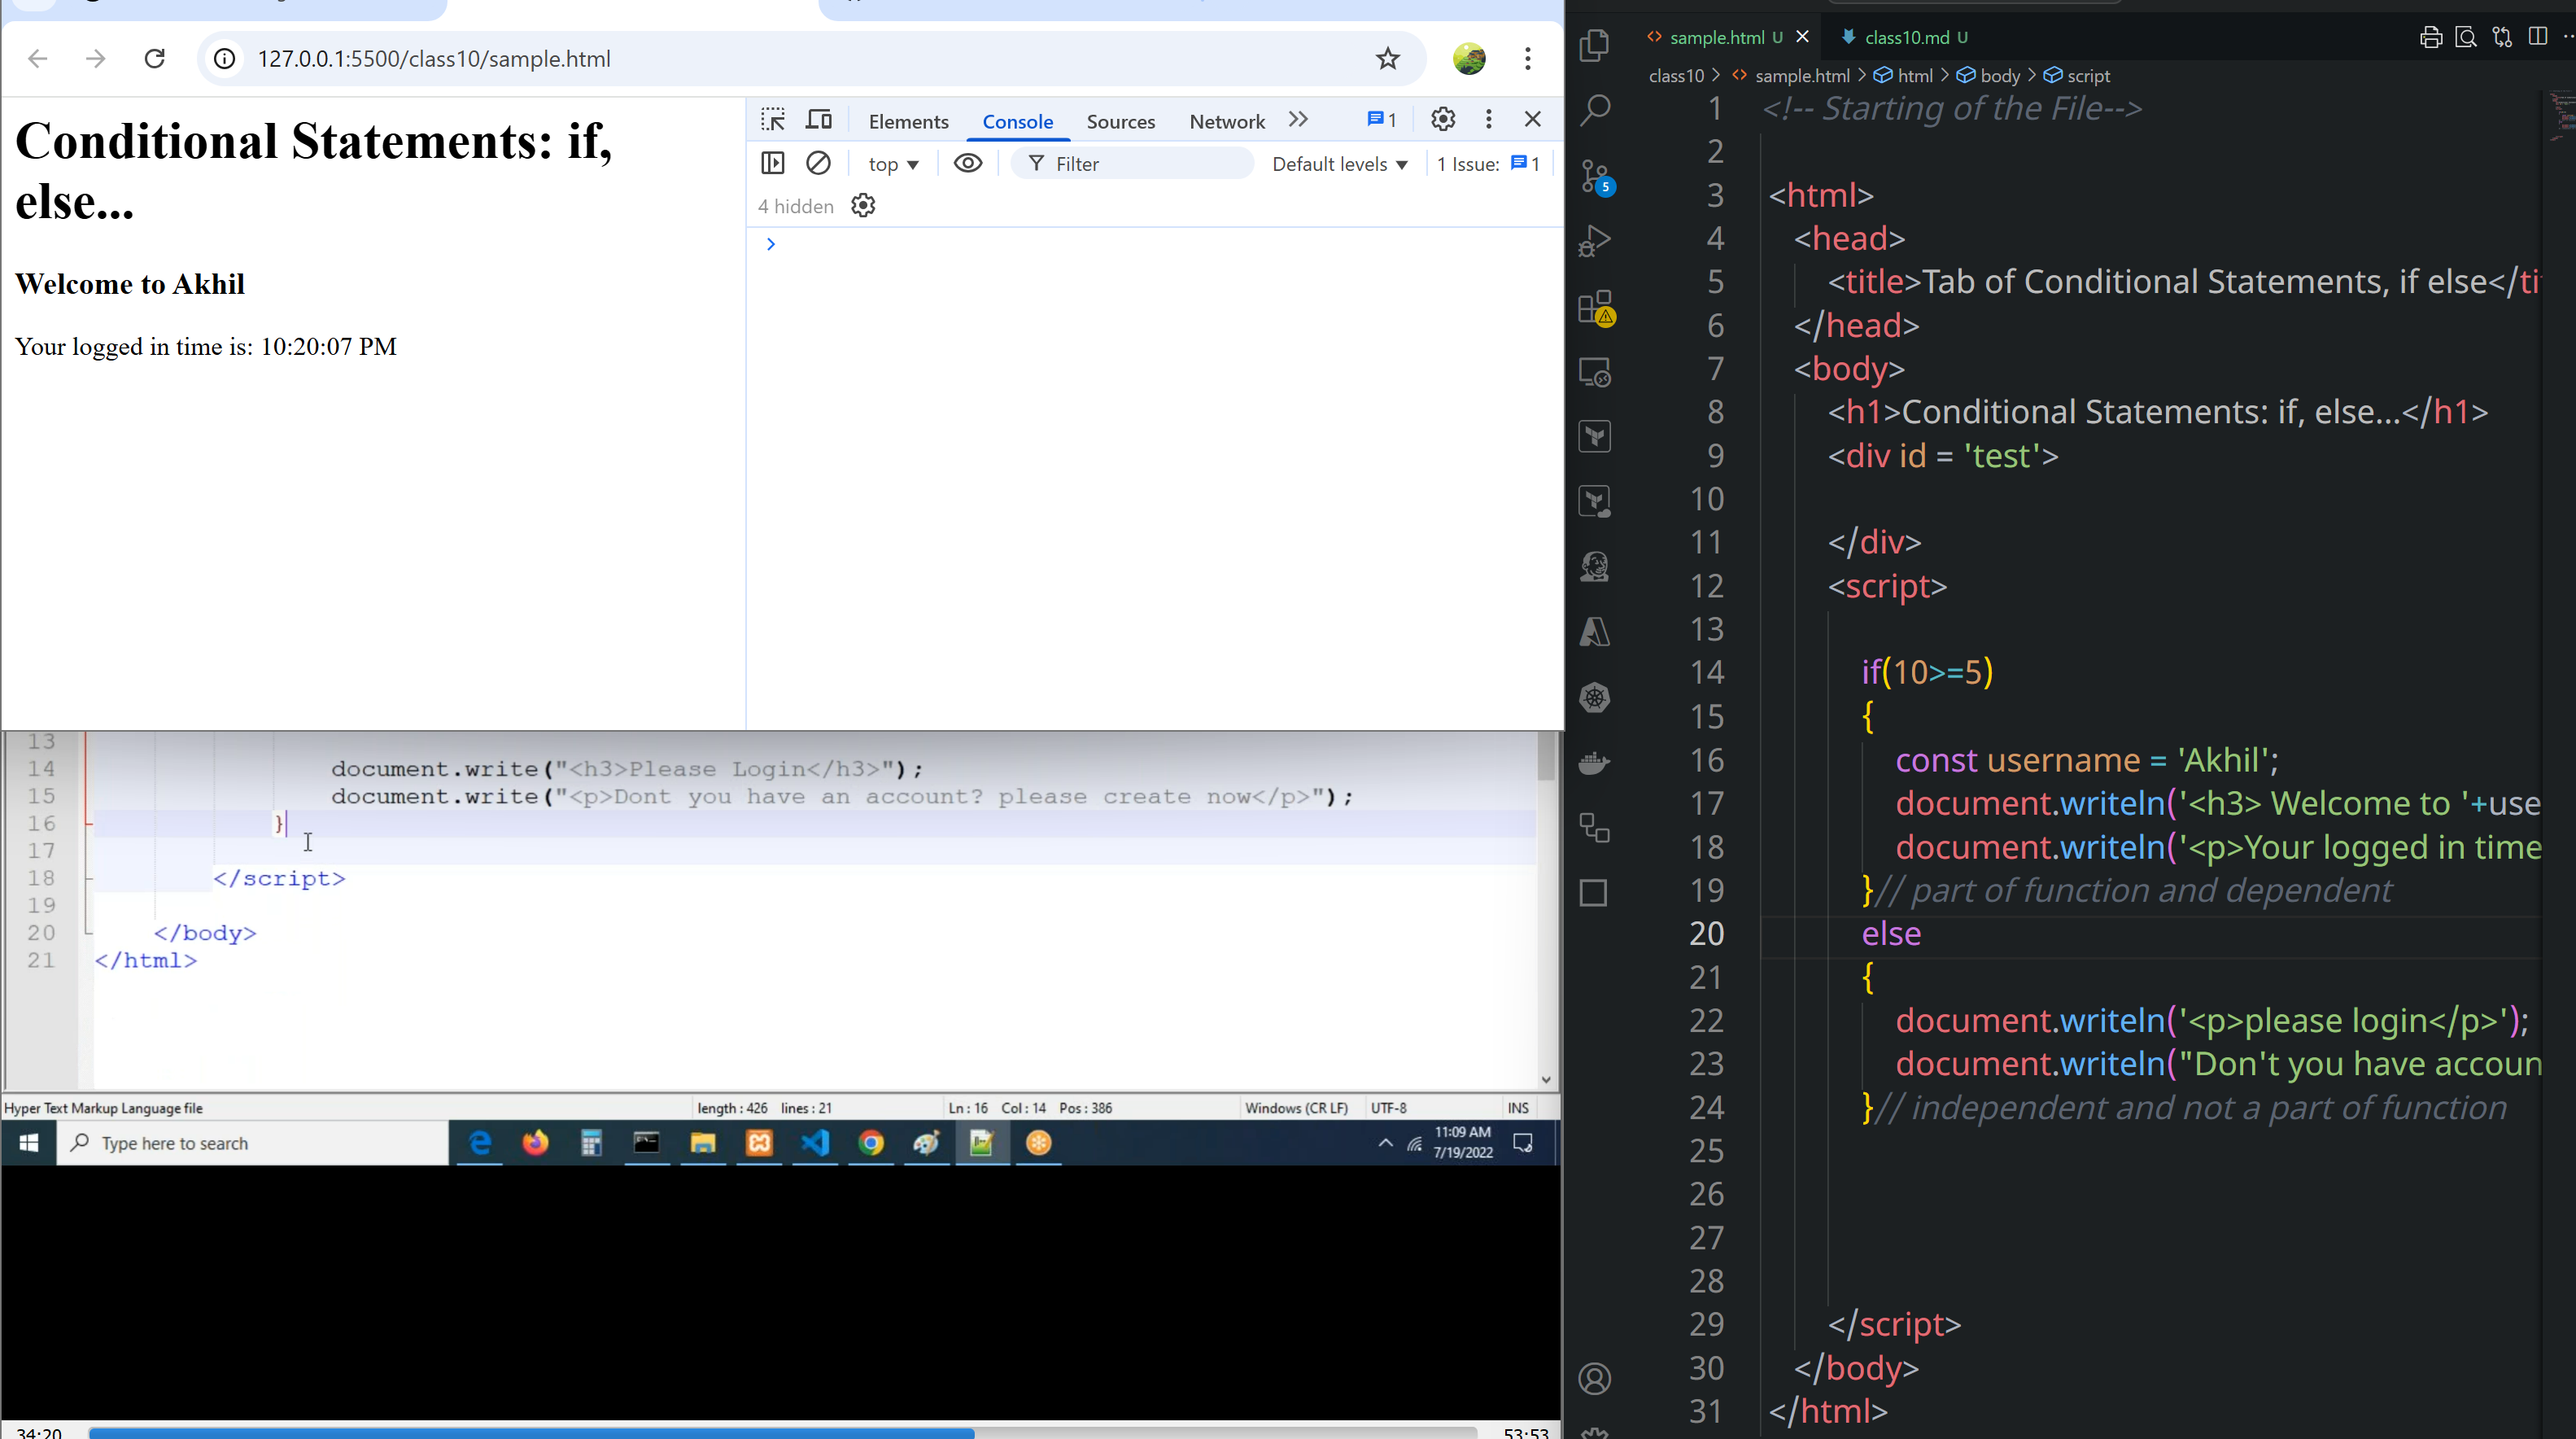 127.0.0.1:5500/class10/sample.html
Conditional Statements: if,
else...
Welcome to Akhil
Your logged in time is: 10:20:07 PM
Elements Console Sources Network 1
top Filter Default levels 1 Issue: 1
4 hidden
13
14 document.write("<h3>Please Login</h3>");
15 document.write("<p>Dont you have an account? please create now</p>");
16 }
17
18 </script>
19
20 </body>
21 </html>
Hyper Text Markup Language file length : 426 lines : 21 Ln : 16 Col : 14 Pos : 386 Windows (CR LF) UTF-8 INS
Type here to search
11:09 AM
7/19/2022
34:20 53:53
sample.html U class10.md U
class10 > sample.html > html > body > script
5
1 <!-- Starting of the File-->
2
3 <html>
4 <head>
5 <title>Tab of Conditional Statements, if else</ti
6 </head>
7 <body>
8 <h1>Conditional Statements: if, else...</h1>
9 <div id = 'test'>
10
11 </div>
12 <script>
13
14 if(10>=5)
15 {
16 const username = 'Akhil';
17 document.writeln('<h3> Welcome to '+use
18 document.writeln('<p>Your logged in time
19 }// part of function and dependent
20 else
21 {
22 document.writeln('<p>please login</p>');
23 document.writeln("Don't you have accoun
24 }// independent and not a part of function
25
26
27
28
29 </script>
30 </body>
31 </html>